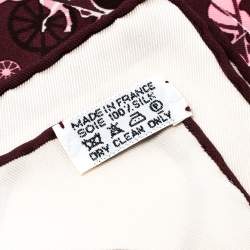 MADE IN FRANCE
SOIE 100% SILK
DRY CLEAN ONLY